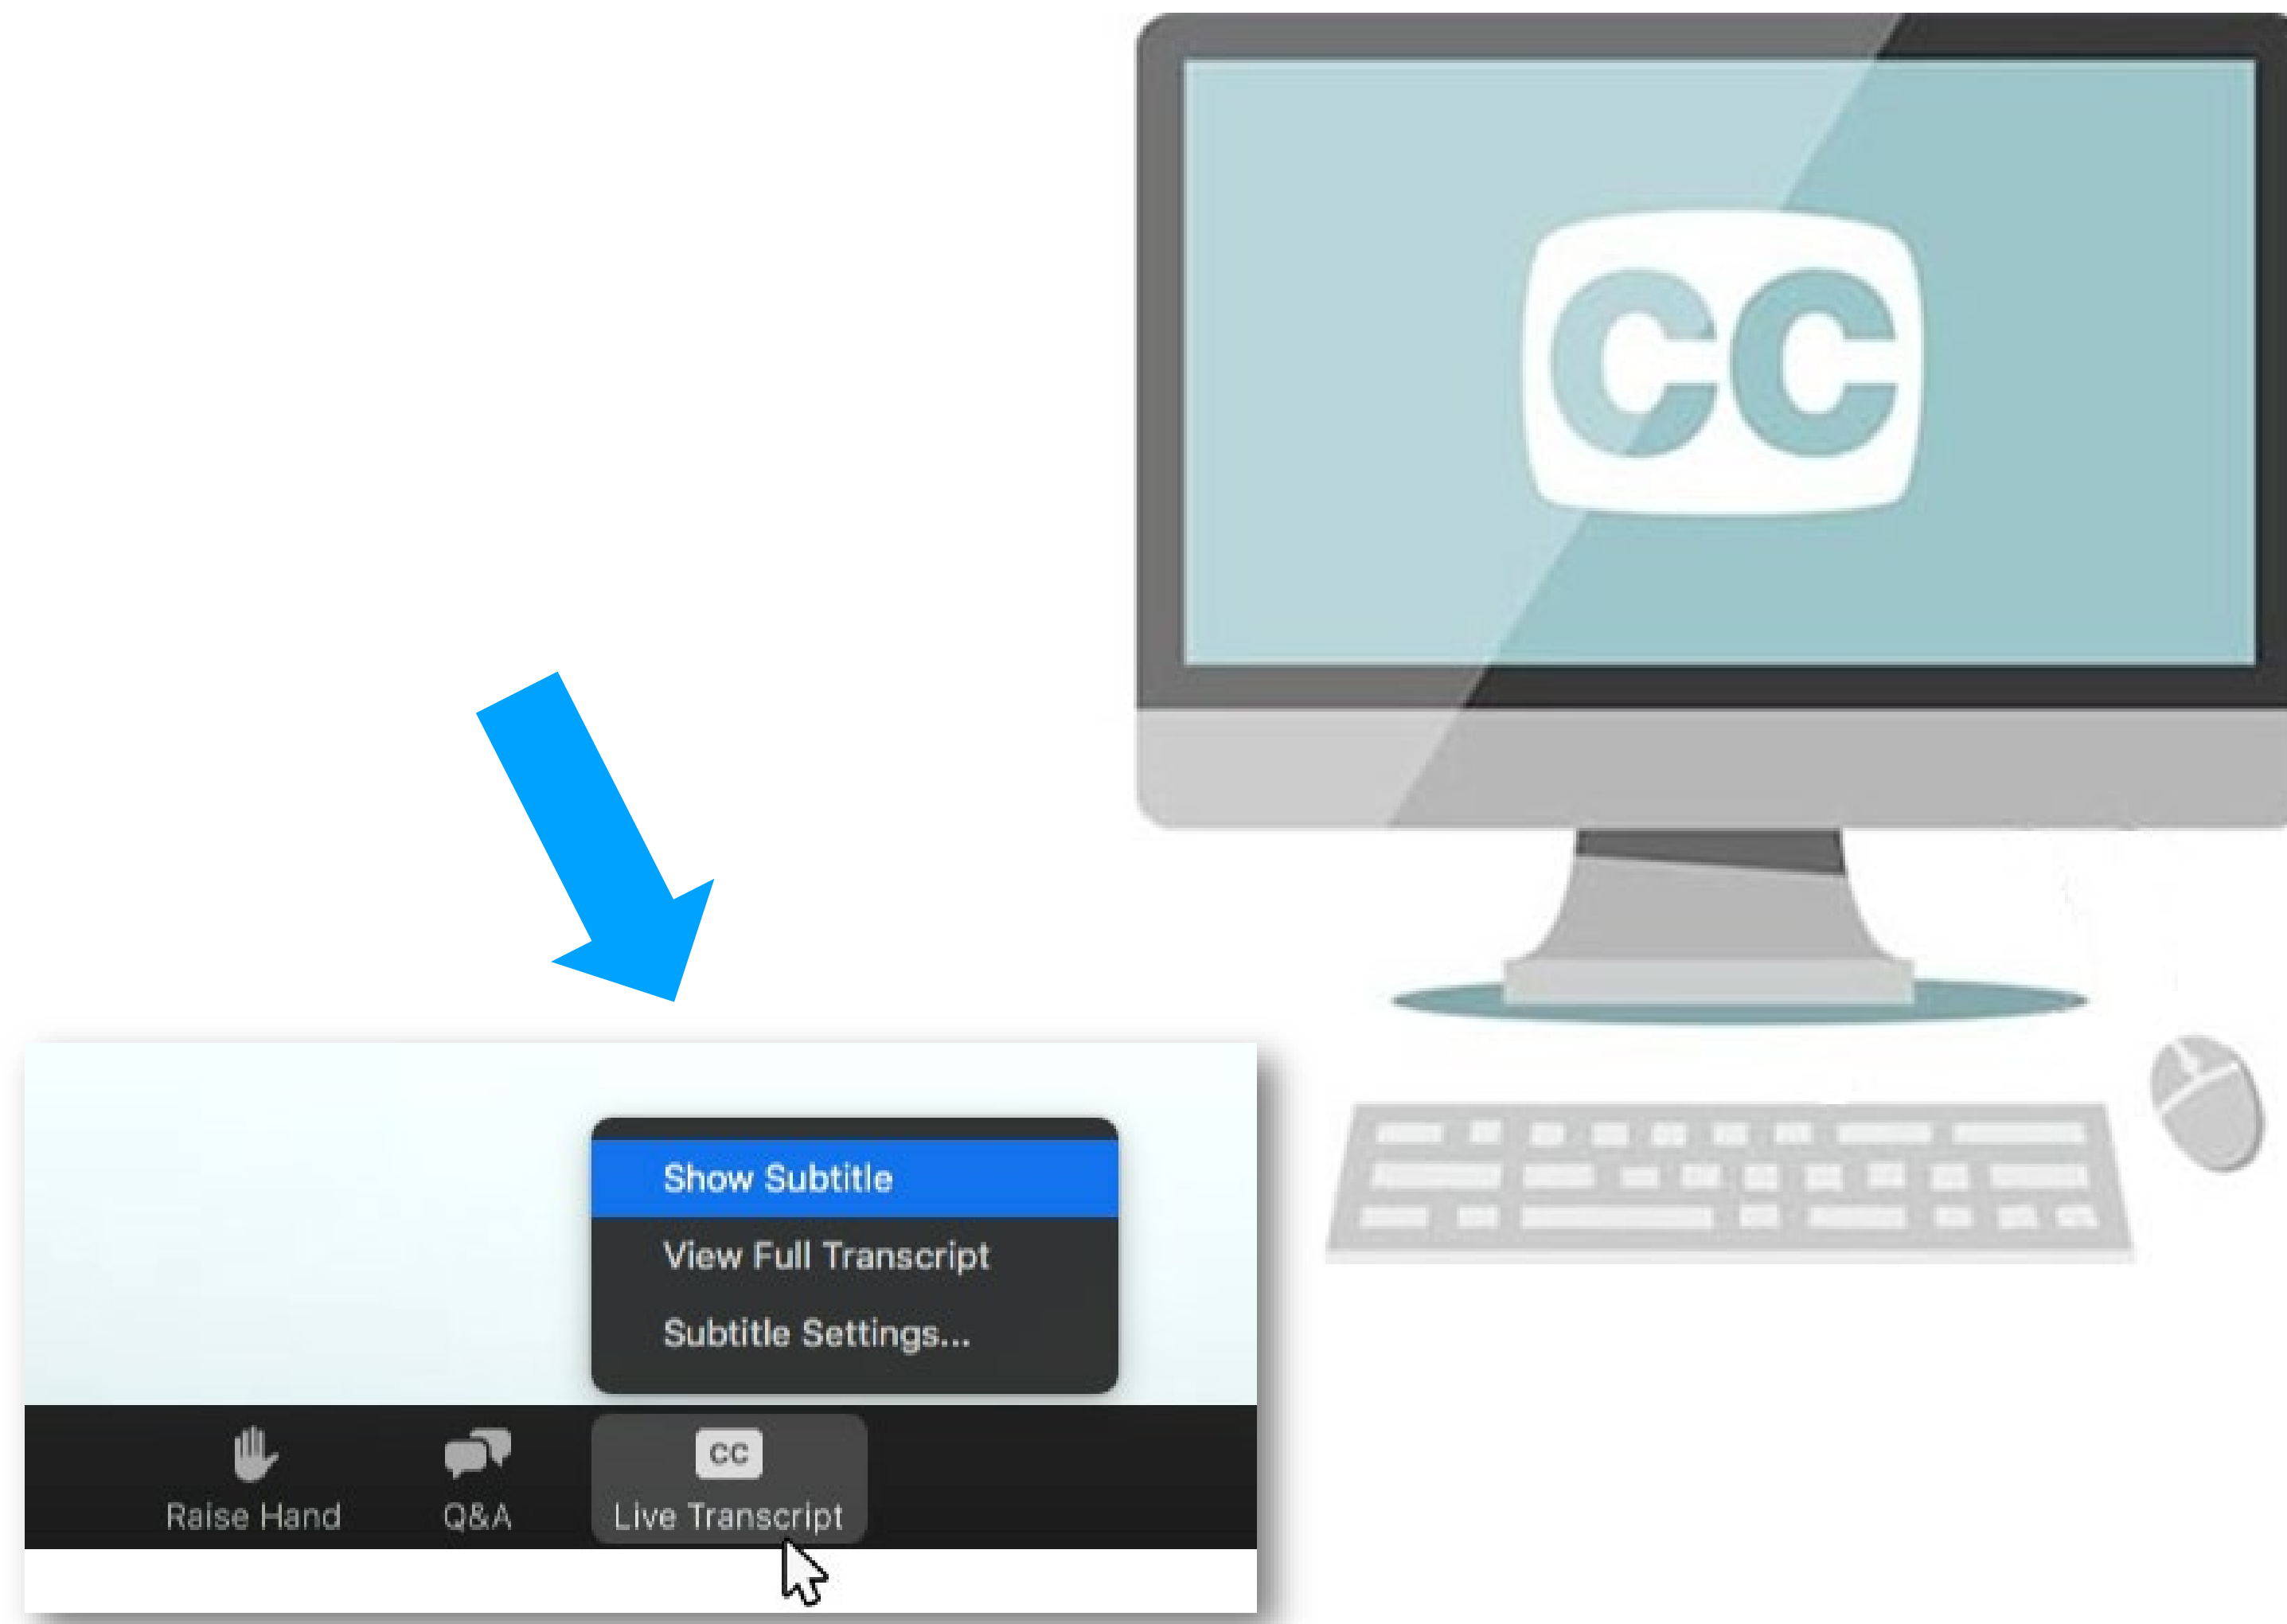 CC
Show Subtitle
View Full Transcript
Subtitle Settings...
CC
Raise Hand
Q&A
Live Transcript